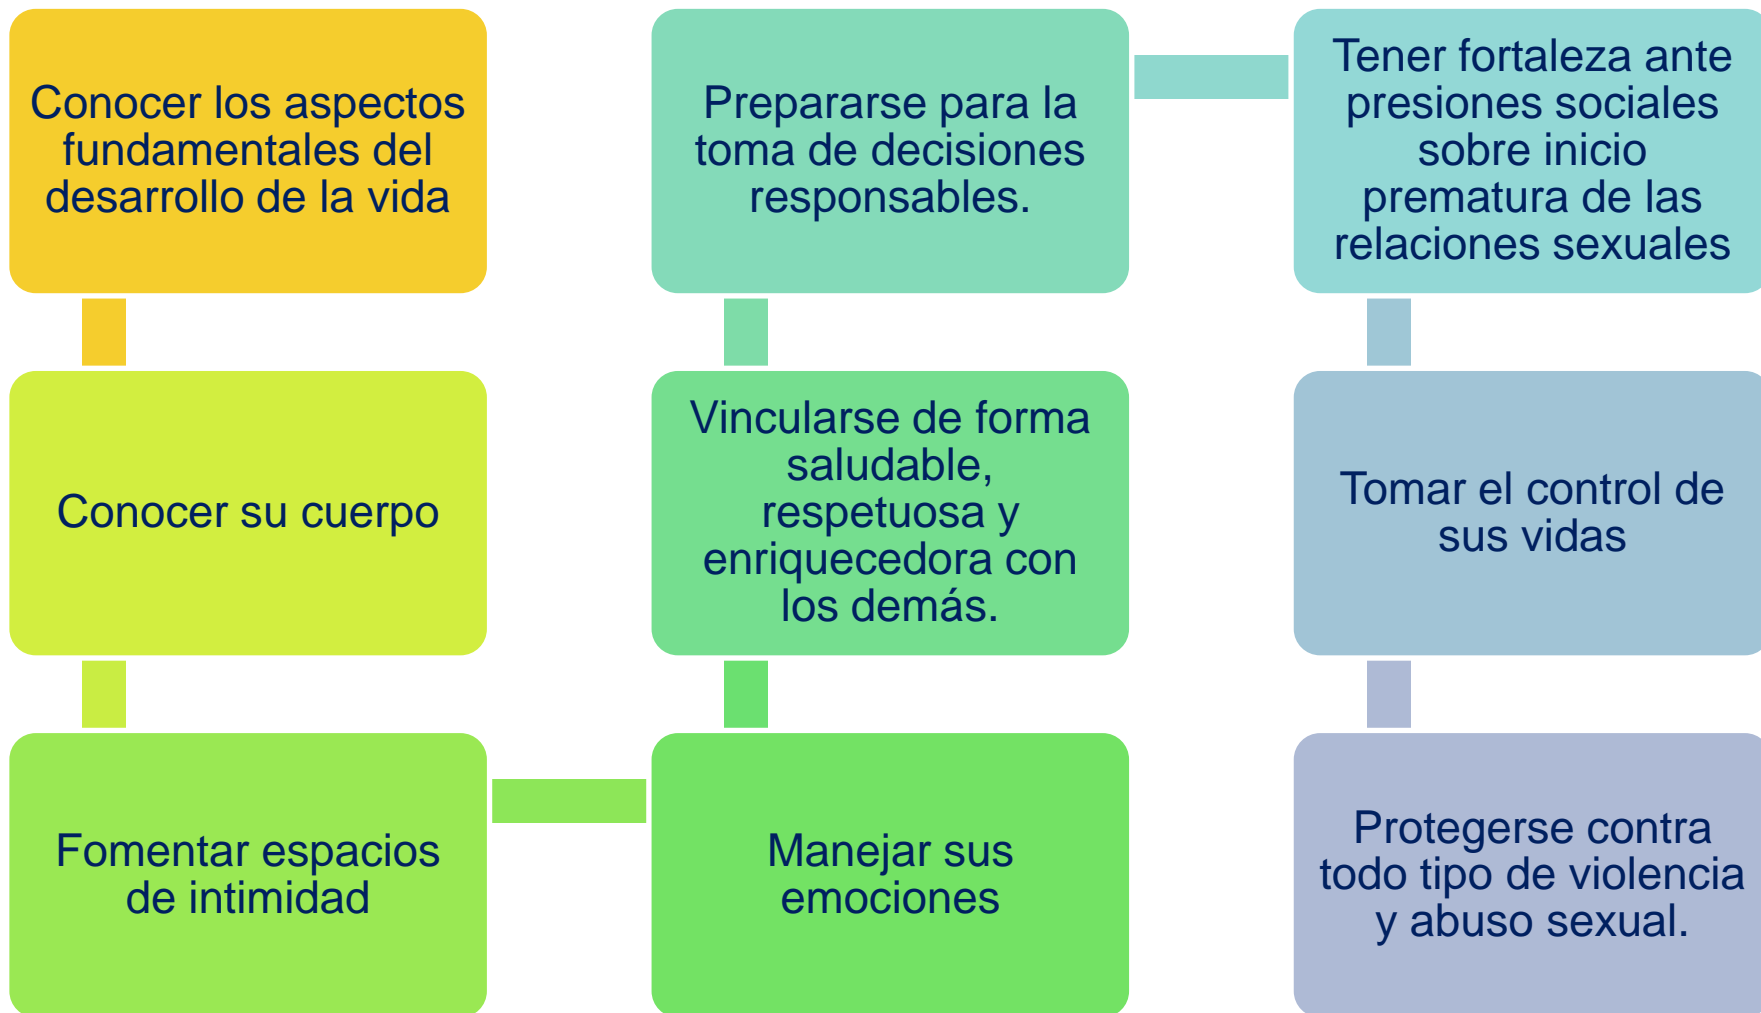 Conocer los aspectos
fundamentales del
desarrollo de la vida
Conocer su cuerpo
Fomentar espacios
de intimidad
Manejar sus
emociones
Vincularse de forma
saludable,
respetuosa y
enriquecedora con
los demás.
Prepararse para la
toma de decisiones
responsables.
Tener fortaleza ante
presiones sociales
sobre inicio
prematura de las
relaciones sexuales
Tomar el control de
sus vidas
Protegerse contra
todo tipo de violencia
y abuso sexual.